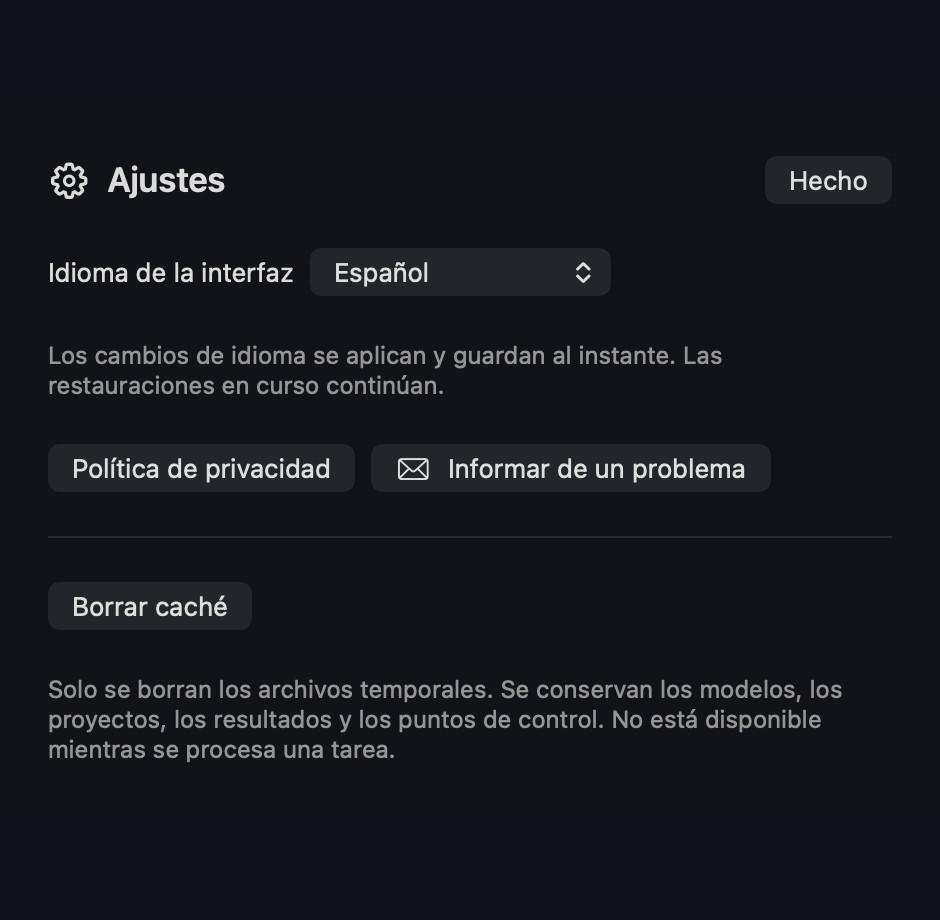 Ajustes
Hecho
Idioma de la interfaz
Español
Los cambios de idioma se aplican y guardan al instante. Las
restauraciones en curso continúan.
Política de privacidad
Informar de un problema
Borrar caché
Solo se borran los archivos temporales. Se conservan los modelos, los
proyectos, los resultados y los puntos de control. No está disponible
mientras se procesa una tarea.